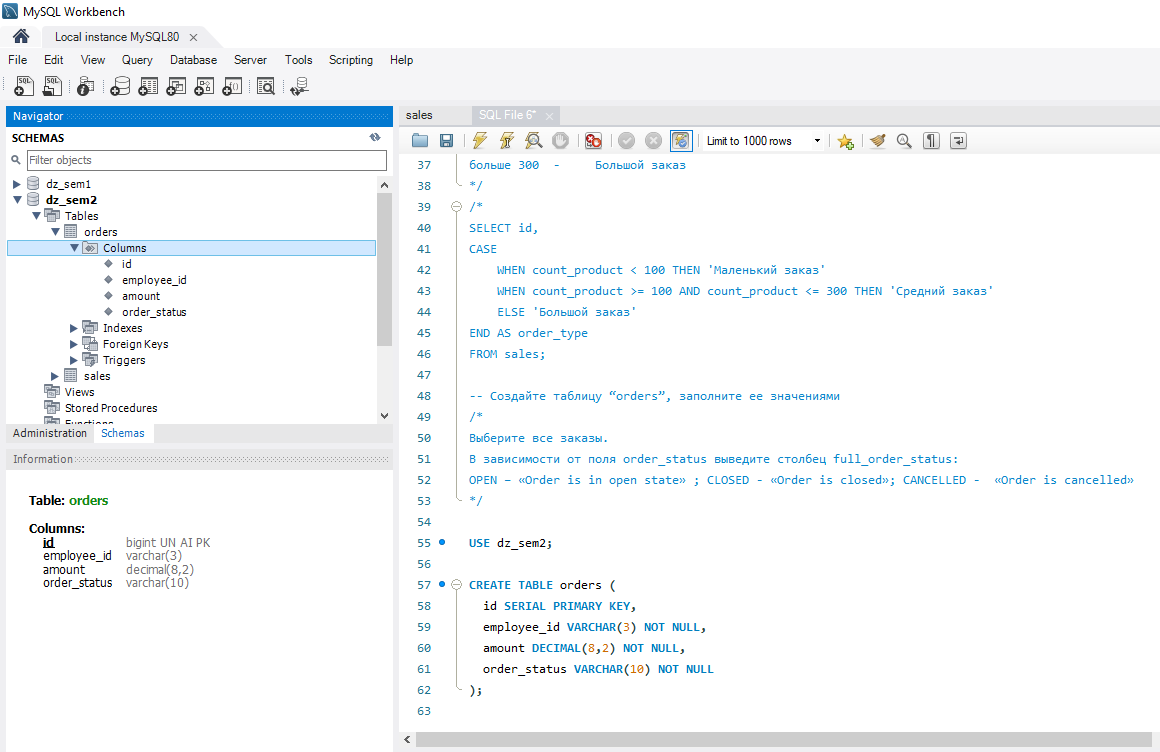 MySQL Workbench
Local instance MySQL80
File Edit View Query Database Server Tools Scripting Help
Navigator
SCHEMAS
Filter objects
dz_sem1
dz_sem2
Tables
orders
Columns
id
employee_id
amount
order_status
Indexes
Foreign Keys
Triggers
sales
Views
Stored Procedures
Functions
Administration Schemas
Information
Table: orders
Columns:
id bigint UN AI PK
employee_id varchar(3)
amount decimal(8,2)
order_status varchar(10)
sales SQL File 6*
Limit to 1000 rows
37 больше 300 - Большой заказ
38 */
39 /*
40 SELECT id,
41 CASE
42 WHEN count_product < 100 THEN 'Маленький заказ'
43 WHEN count_product >= 100 AND count_product <= 300 THEN 'Средний заказ'
44 ELSE 'Большой заказ'
45 END AS order_type
46 FROM sales;
47
48 -- Создайте таблицу “orders”, заполните ее значениями
49 /*
50 Выберите все заказы.
51 В зависимости от поля order_status выведите столбец full_order_status:
52 OPEN – «Order is in open state» ; CLOSED - «Order is closed»; CANCELLED - «Order is cancelled»
53 */
54
55 USE dz_sem2;
56
57 CREATE TABLE orders (
58 id SERIAL PRIMARY KEY,
59 employee_id VARCHAR(3) NOT NULL,
60 amount DECIMAL(8,2) NOT NULL,
61 order_status VARCHAR(10) NOT NULL
62 );
63